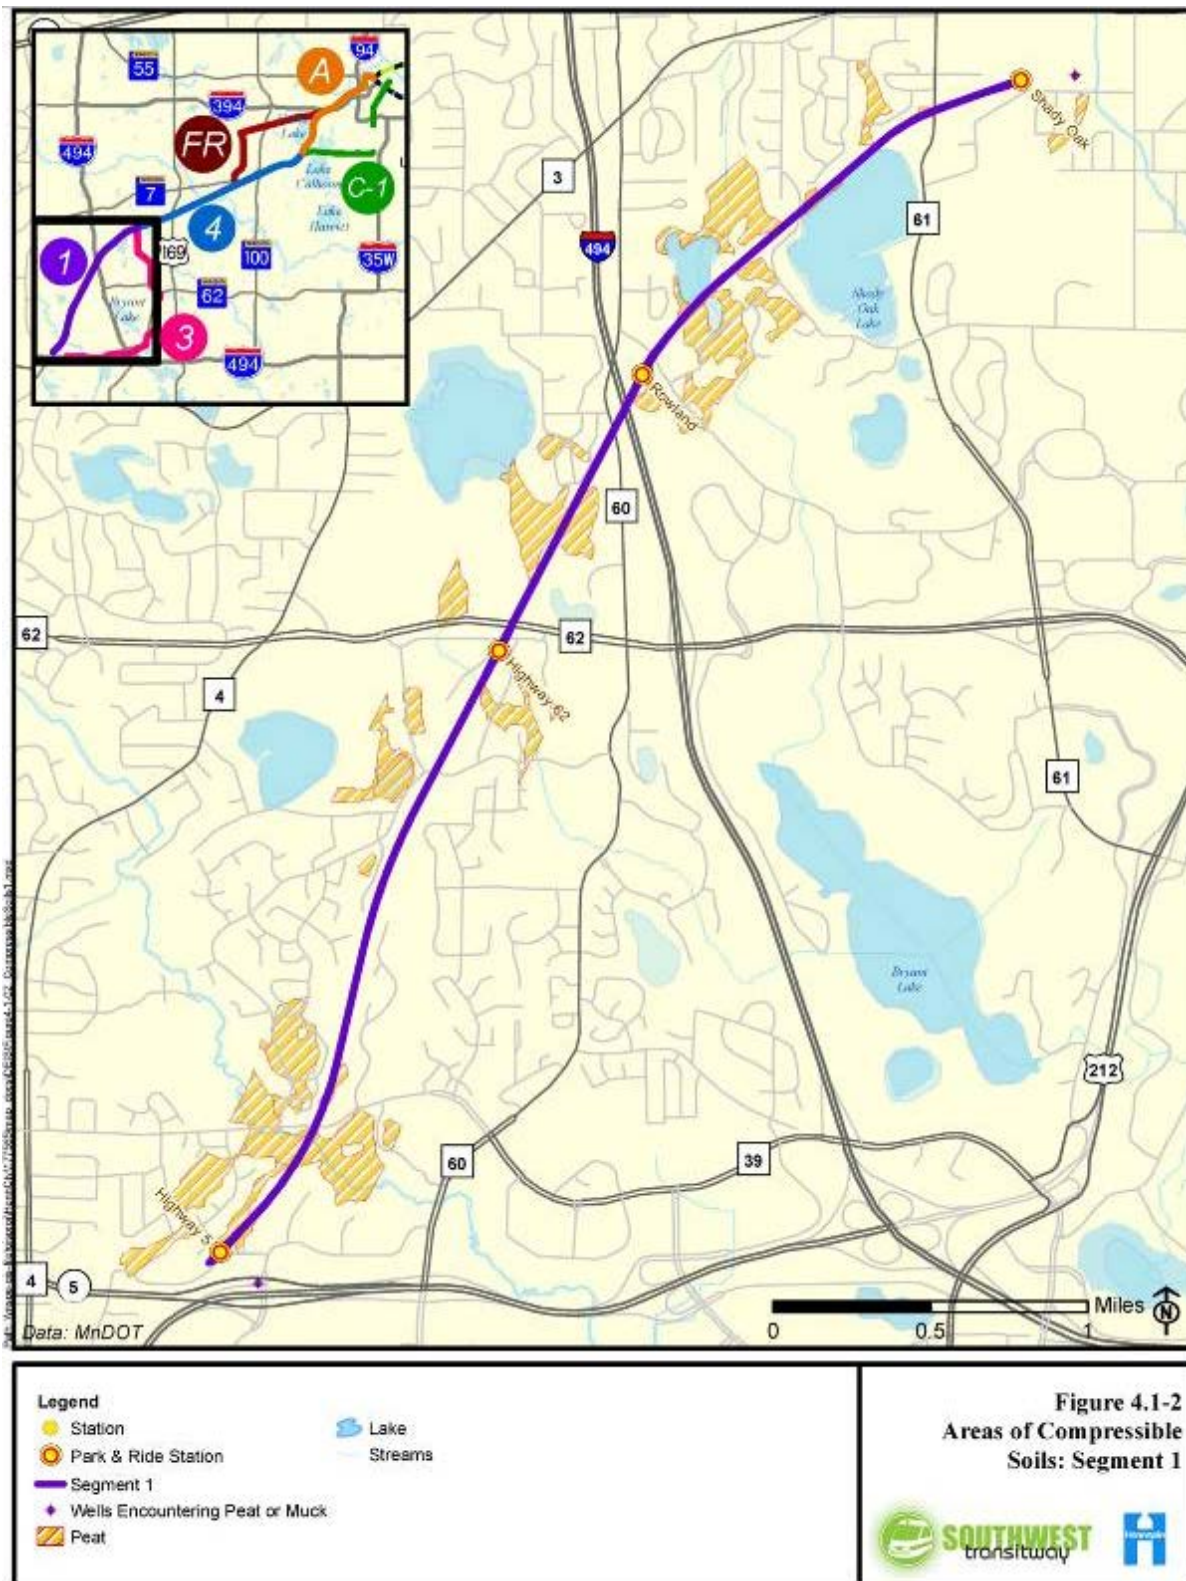 55
94
A
394
FR
494
Lake
Lake
Calhoun
C-1
7
4
Lake
Harriet
1
169
100
35W
62
Bryant
Lake
3
494
3
494
61
Shady Oak
Shady
Oak
Lake
Rowland
60
62
62
Highway 62
4
61
Bryant
Lake
212
60
39
Highway 5
4
5
Data: MnDOT
Miles
N
0
0.5
1
Legend
Station
Park & Ride Station
Segment 1
Wells Encountering Peat or Muck
Peat
Lake
Streams
Figure 4.1-2
Areas of Compressible
Soils: Segment 1
SOUTHWEST
transitway
Hennepin